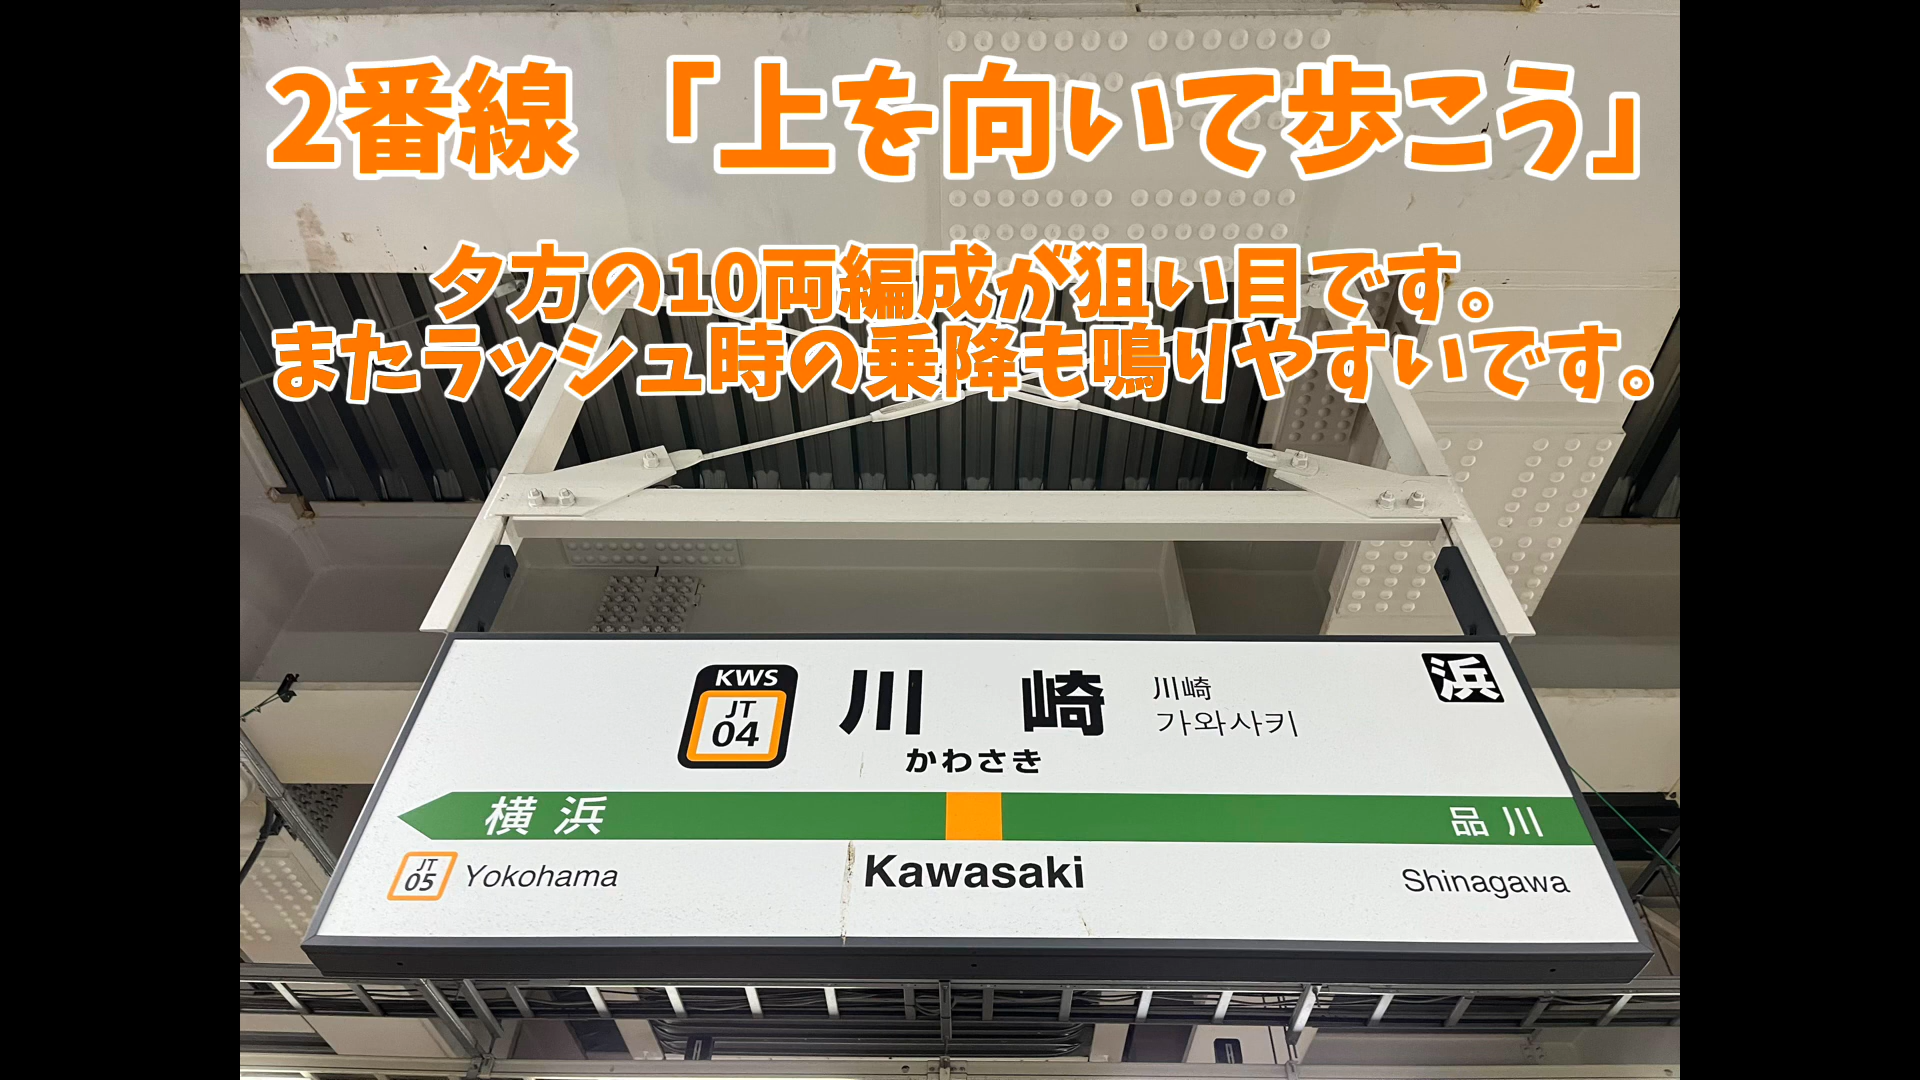 2番線 「上を向いて歩こう」
夕方の10両編成が狙い目です。
またラッシュ時の乗降も鳴りやすいです。
KWS
JT
04
川崎
かわさき
川崎
가와사키
浜
横浜
品川
JT
05
Yokohama
Kawasaki
Shinagawa